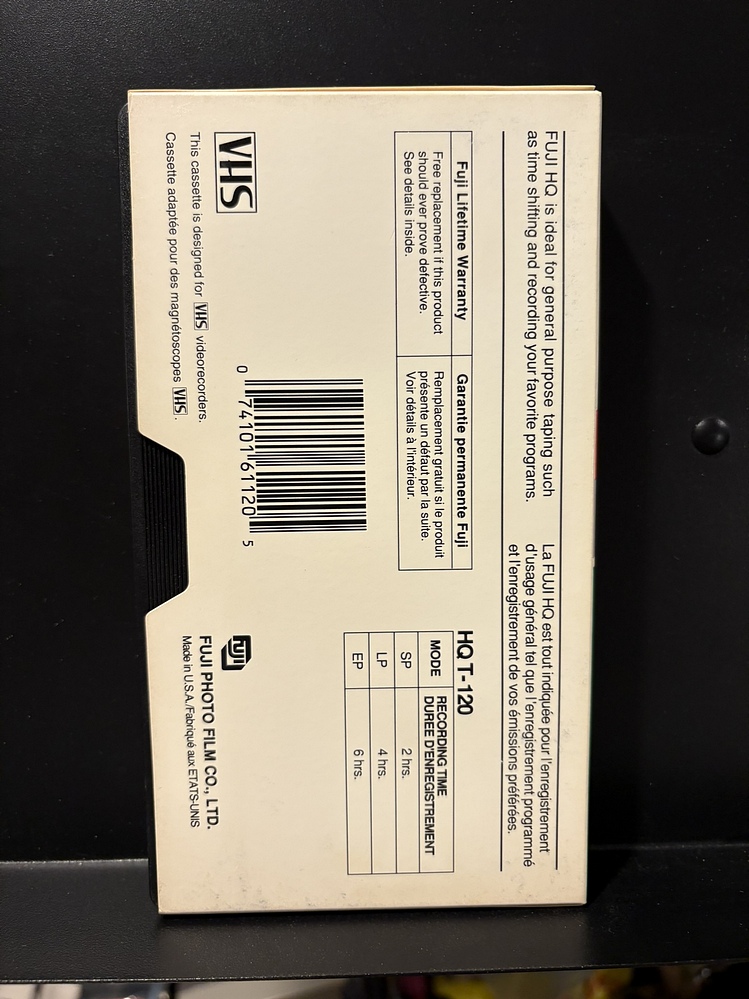 FUJI HQ is ideal for general purpose taping such
as time shifting and recording your favorite programs.
La FUJI HQ est tout indiquée pour l'enregistrement
d'usage général tel que l'enregistrement programmé
et l'enregistrement de vos émissions préférées.
Fuji Lifetime Warranty
Free replacement if this product
should ever prove defective.
See details inside.
Garantie permanente Fuji
Remplacement gratuit si le produit
présente un défaut par la suite.
Voir détails à l'intérieur.
HQ T-120
MODE
RECORDING TIME
DUREE D'ENREGISTREMENT
SP 2 hrs.
LP 4 hrs.
EP 6 hrs.
0 74101 61120 5
VHS
This cassette is designed for VHS videorecorders.
Cassette adaptée pour des magnétoscopes VHS.
FUJI
FUJI PHOTO FILM CO., LTD.
Made in U.S.A./Fabriqué aux ETATS-UNIS